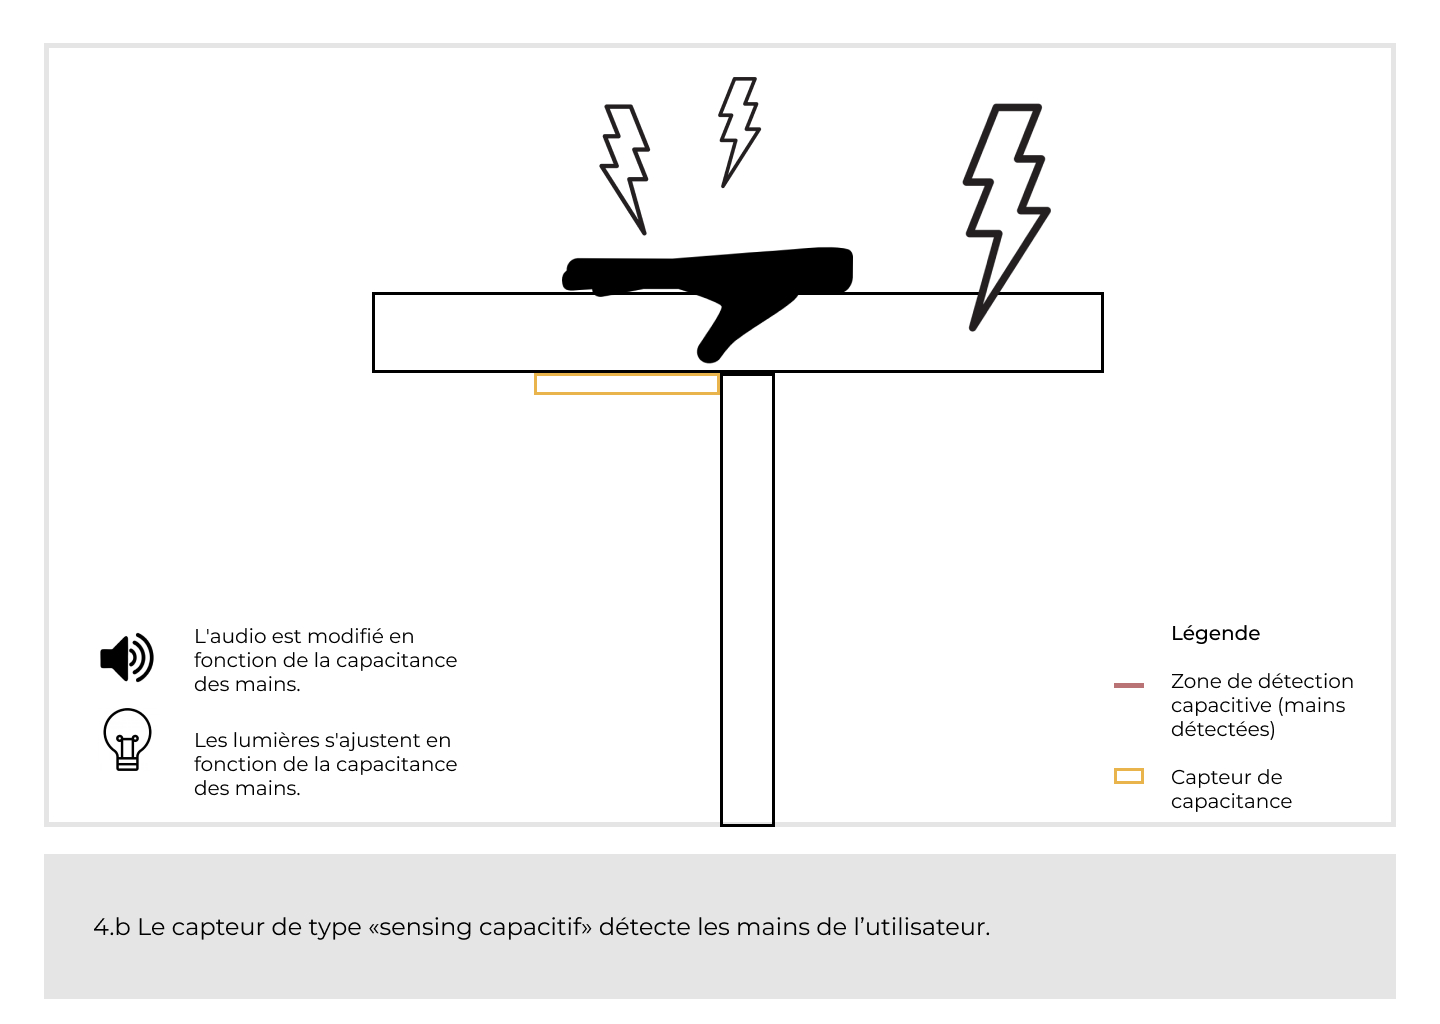 L'audio est modifié en
fonction de la capacitance
des mains.
Les lumières s'ajustent en
fonction de la capacitance
des mains.
Légende
Zone de détection
capacitive (mains
détectées)
Capteur de
capacitance
4.b Le capteur de type «sensing capacitif» détecte les mains de l’utilisateur.